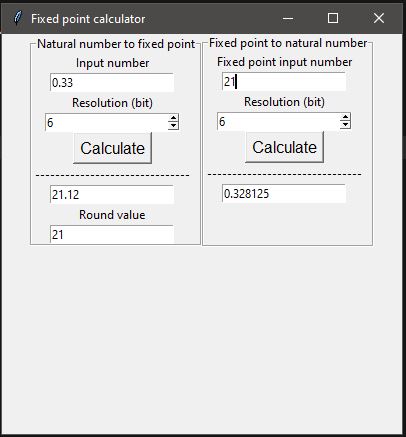 Fixed point calculator
Natural number to fixed point
Input number
0.33
Resolution (bit)
6
Calculate
--------------------------------
21.12
Round value
21
Fixed point to natural number
Fixed point input number
21
Resolution (bit)
6
Calculate
--------------------------------
0.328125